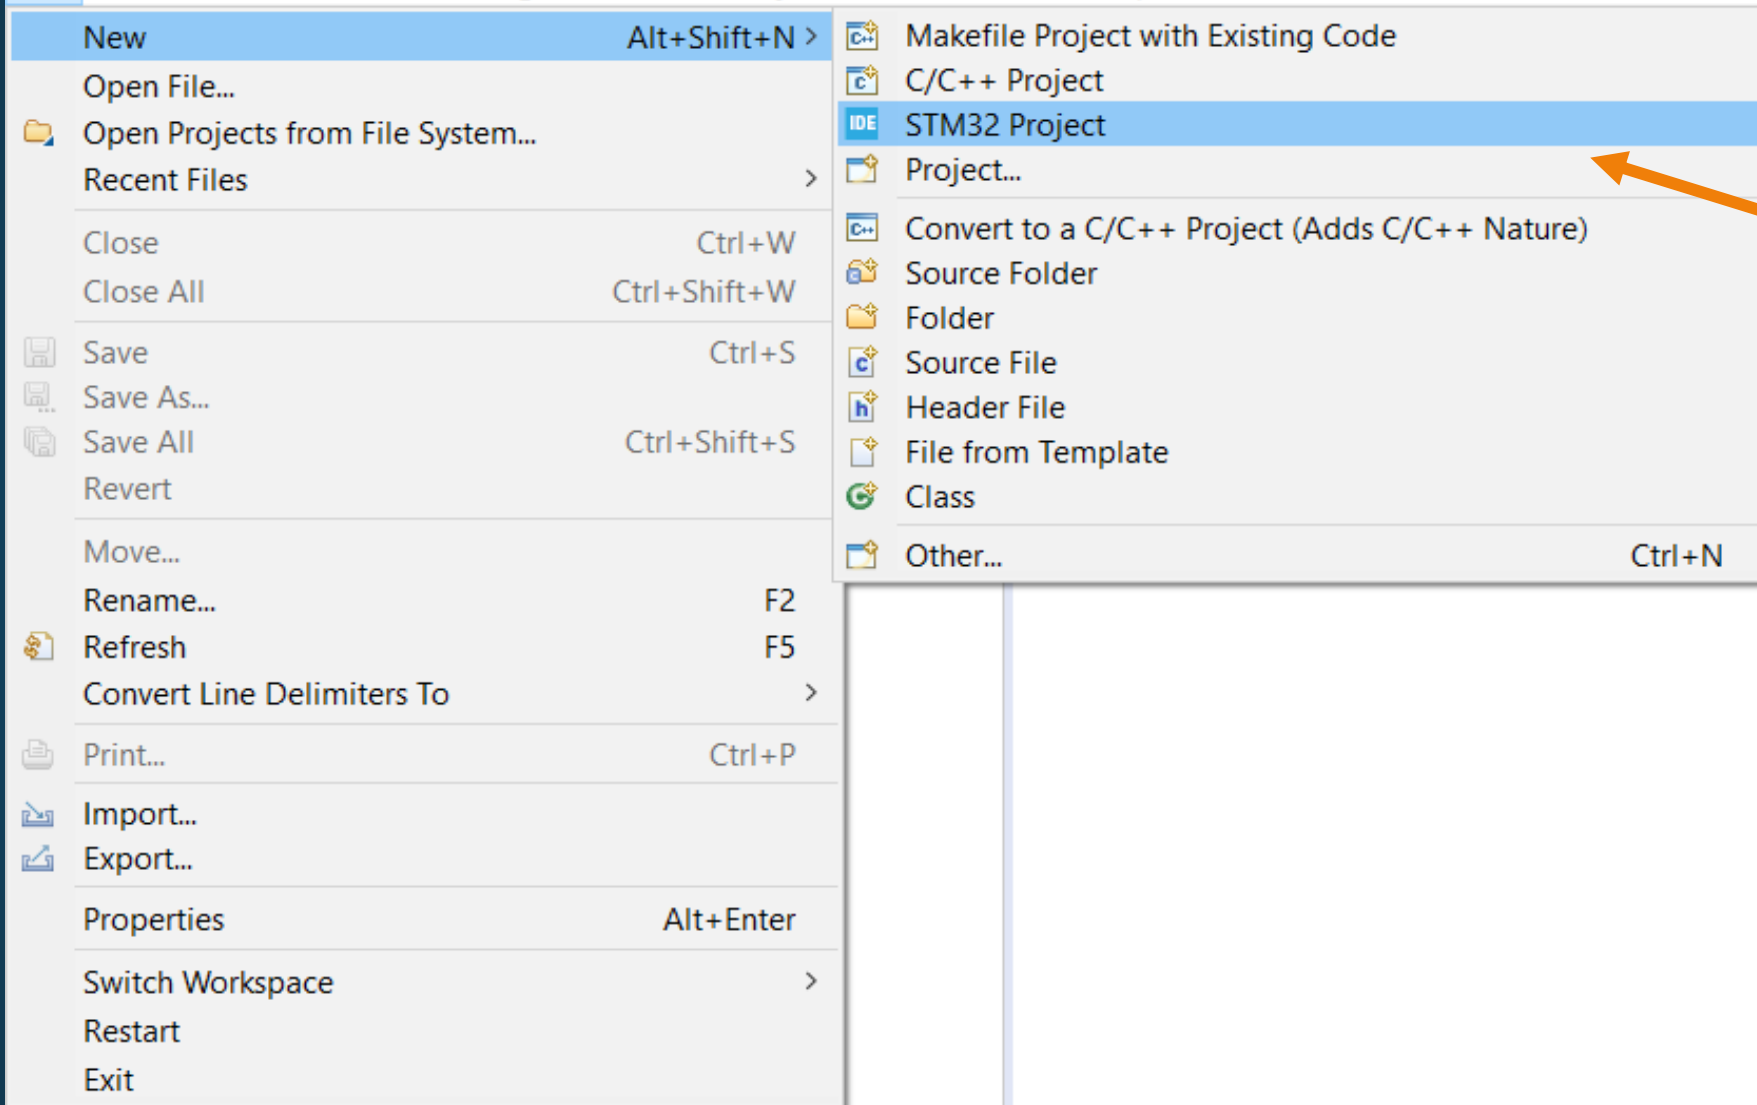 New Alt+Shift+N >
Open File...
Open Projects from File System...
Recent Files >
Close Ctrl+W
Close All Ctrl+Shift+W
Save Ctrl+S
Save As...
Save All Ctrl+Shift+S
Revert
Move...
Rename... F2
Refresh F5
Convert Line Delimiters To >
Print... Ctrl+P
Import...
Export...
Properties Alt+Enter
Switch Workspace >
Restart
Exit
Makefile Project with Existing Code
C/C++ Project
IDE STM32 Project
Project...
Convert to a C/C++ Project (Adds C/C++ Nature)
Source Folder
Folder
Source File
Header File
File from Template
Class
Other... Ctrl+N